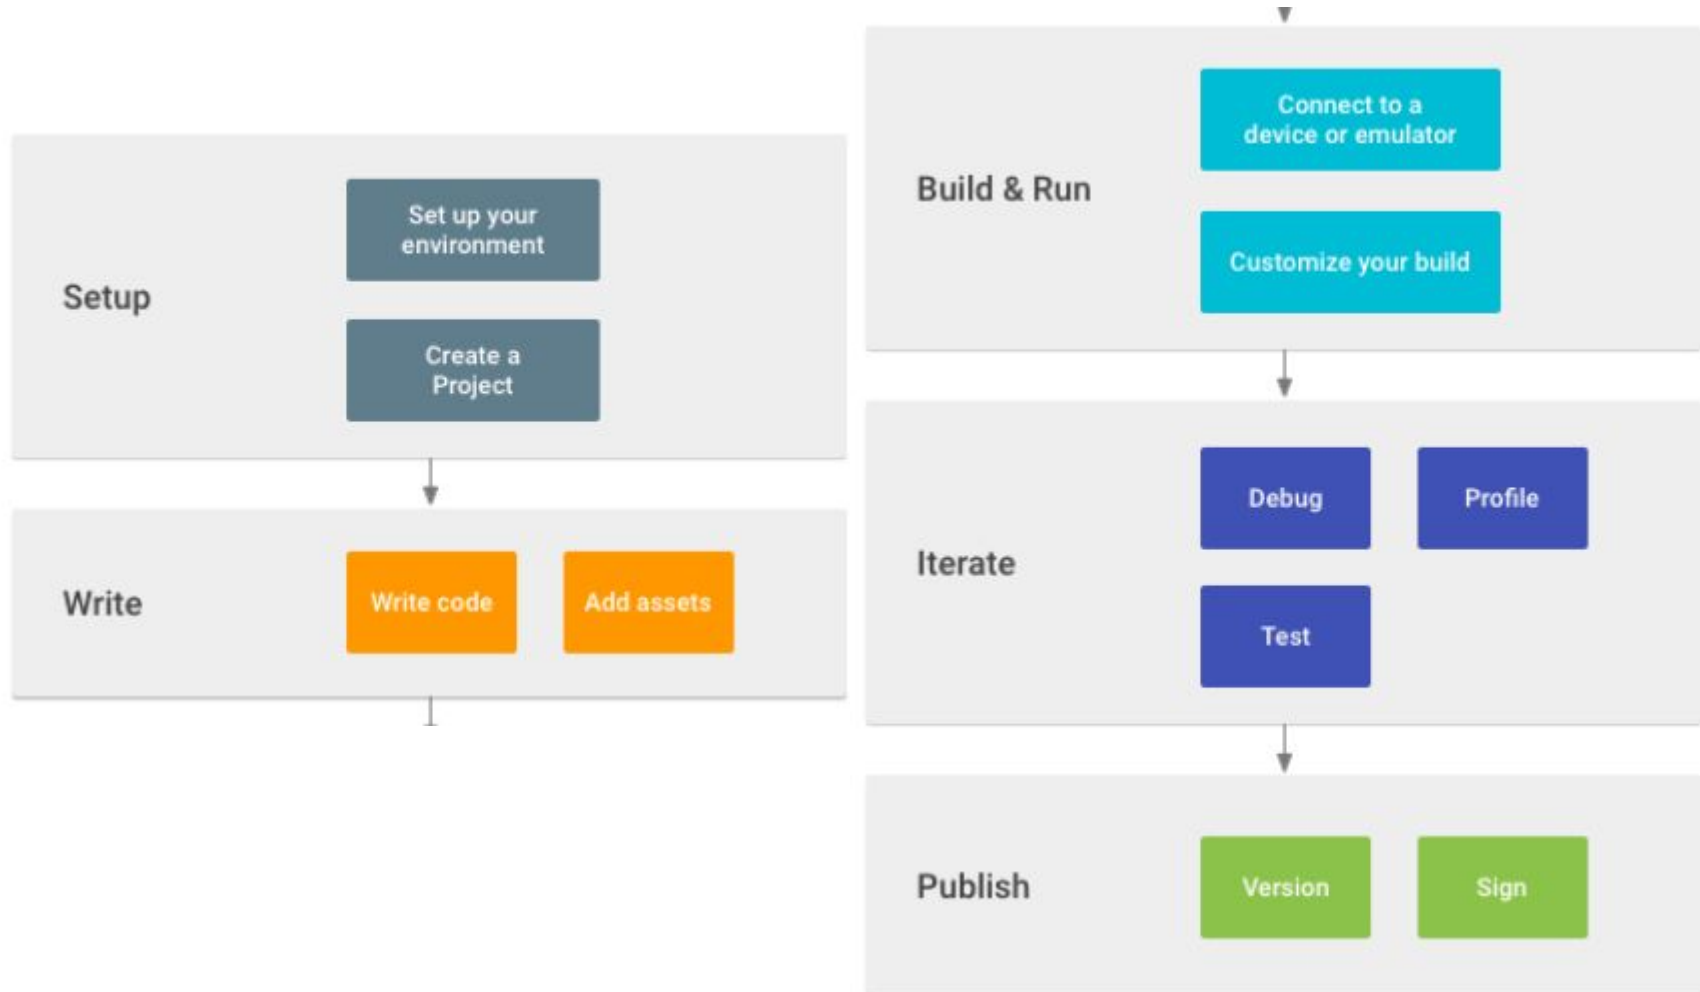 Setup
Set up your
environment
Create a
Project
Write
Write code
Add assets
Build & Run
Connect to a
device or emulator
Customize your build
Iterate
Debug
Profile
Test
Publish
Version
Sign